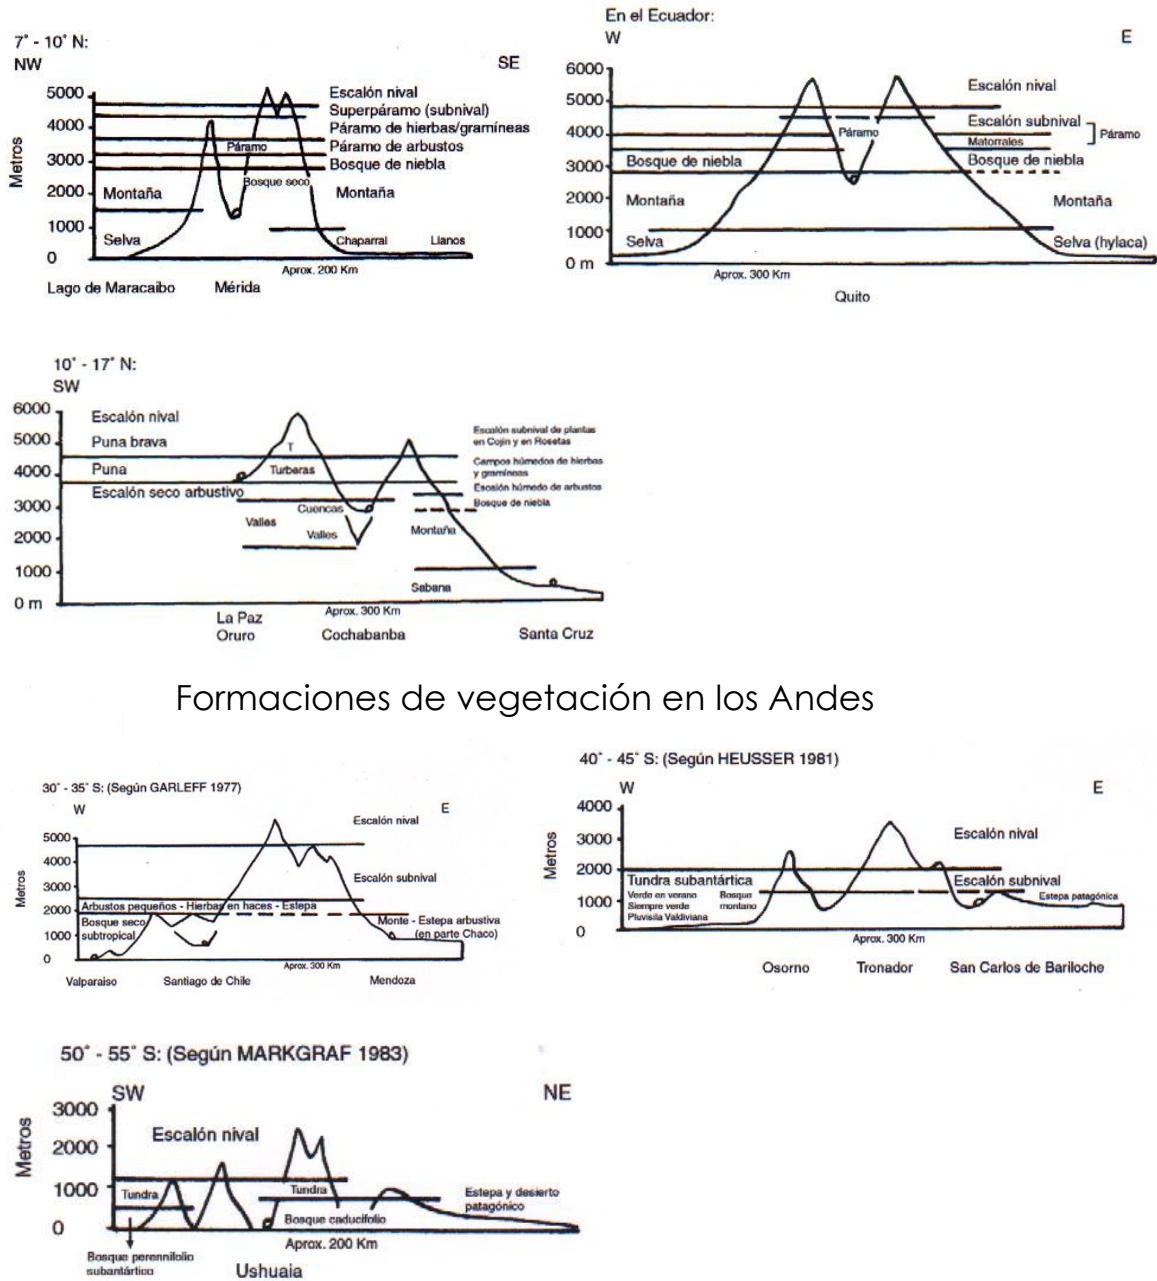 7° - 10° N:
NW
SE
Metros
5000
4000
3000
2000
1000
0
Escalón nival
Superpáramo (subnival)
Páramo de hierbas/gramíneas
Páramo de arbustos
Bosque de niebla
Páramo
Bosque seco
Montaña
Montaña
Selva
Chaparral
Llanos
Aprox. 200 Km
Lago de Maracaibo
Mérida
En el Ecuador:
W
E
6000
5000
4000
3000
2000
1000
0 m
Escalón nival
Escalón subnival
Páramo
Matorrales
Páramo
Bosque de niebla
Bosque de niebla
Montaña
Montaña
Selva
Selva (hylaca)
Aprox. 300 Km
Quito
10° - 17° N:
SW
6000
5000
4000
3000
2000
1000
0 m
Escalón nival
Puna brava
Puna
Escalón seco arbustivo
T
Turberas
Cuencas
Valles
Valles
Escalón subnival de plantas
en Cojín y en Rosetas
Campos húmedos de hierbas
y gramíneas
Escalón húmedo de arbustos
Bosque de niebla
Montaña
Sabana
Aprox. 300 Km
La Paz
Oruro
Cochabanba
Santa Cruz
Formaciones de vegetación en los Andes
30° - 35° S: (Según GARLEFF 1977)
W
E
Metros
5000
4000
3000
2000
1000
0
Escalón nival
Escalón subnival
Arbustos pequeños - Hierbas en haces - Estepa
Bosque seco
subtropical
Monte - Estepa arbustiva
(en parte Chaco)
Aprox. 300 Km
Valparaiso
Santiago de Chile
Mendoza
40° - 45° S: (Según HEUSSER 1981)
W
E
Metros
4000
3000
2000
1000
0
Escalón nival
Tundra subantártica
Escalón subnival
Verde en verano
Siempre verde
Pluvisila Valdiviana
Bosque
montano
Estepa patagónica
Aprox. 300 Km
Osorno
Tronador
San Carlos de Bariloche
50° - 55° S: (Según MARKGRAF 1983)
SW
NE
Metros
3000
2000
1000
0
Escalón nival
Tundra
Tundra
Bosque caducifolio
Estepa y desierto
patagónico
Aprox. 200 Km
Bosque perennifolio
subantártico
Ushuaia